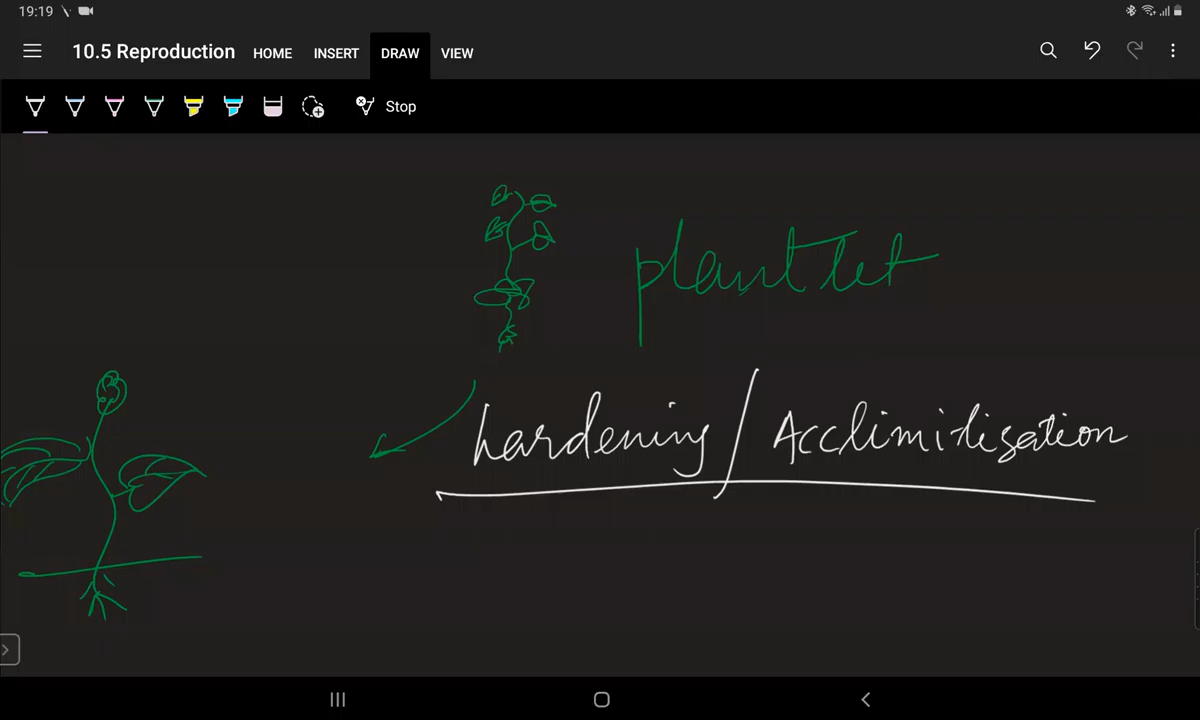 19:19
10.5 Reproduction HOME INSERT DRAW VIEW
Stop
plantlet
hardening / Acclimitisation